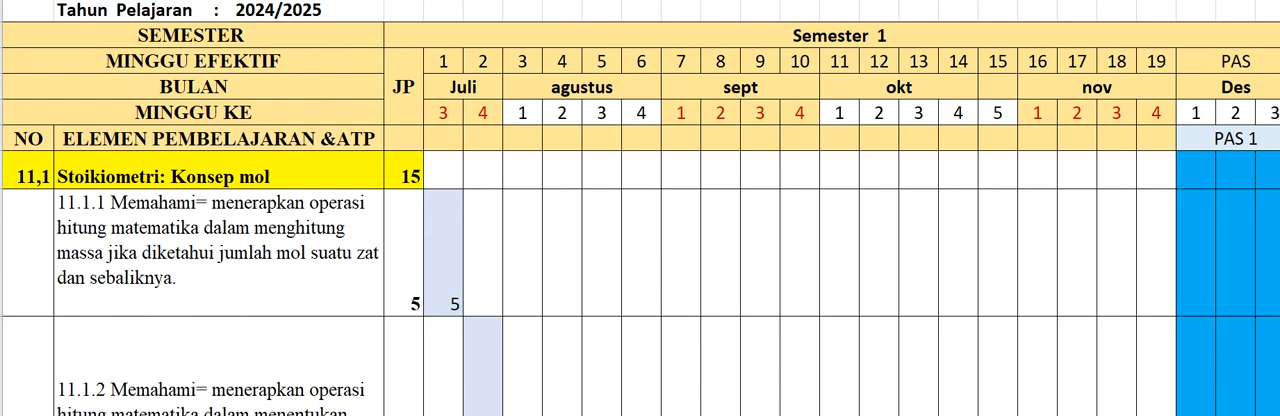 Tahun Pelajaran : 2024/2025
SEMESTER Semester 1
MINGGU EFEKTIF 1 2 3 4 5 6 7 8 9 10 11 12 13 14 15 16 17 18 19 PAS
BULAN JP Juli agustus sept okt nov Des
MINGGU KE 3 4 1 2 3 4 1 2 3 4 1 2 3 4 5 1 2 3 4 1 2 3
NO ELEMEN PEMBELAJARAN &ATP PAS 1
11,1 Stoikiometri: Konsep mol 15
11.1.1 Memahami= menerapkan operasi
hitung matematika dalam menghitung
massa jika diketahui jumlah mol suatu zat
dan sebaliknya.
5 5
11.1.2 Memahami= menerapkan operasi
hitung matematika dalam menentukan